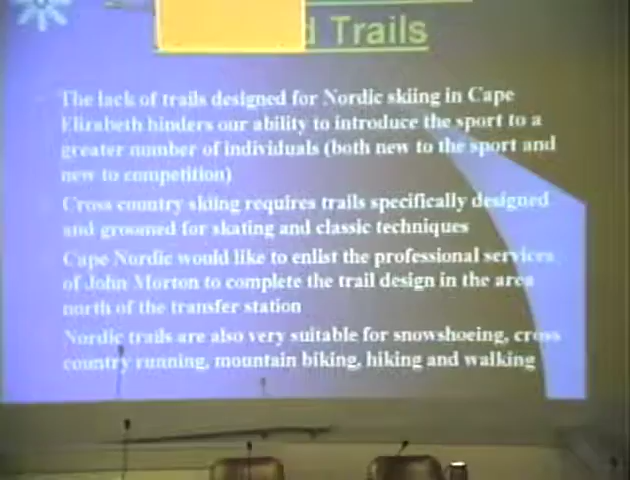 d Trails
The lack of trails designed for Nordic skiing in Cape
Elizabeth hinders our ability to introduce the sport to a
greater number of individuals (both new to the sport and
new to competition)
Cross country skiing requires trails specifically designed
and groomed for skating and classic techniques
Cape Nordic would like to enlist the professional services
of John Morton to complete the trail design in the area
north of the transfer station
Nordic trails are also very suitable for snowshoeing, cross
country running, mountain biking, hiking and walking